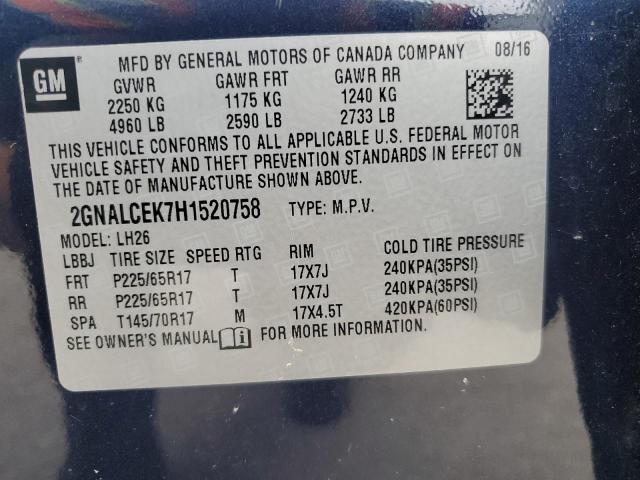 GM ® MFD BY GENERAL MOTORS OF CANADA COMPANY 08/16
GVWR GAWR FRT GAWR RR
2250 KG 1175 KG 1240 KG
4960 LB 2590 LB 2733 LB
THIS VEHICLE CONFORMS TO ALL APPLICABLE U.S. FEDERAL MOTOR
VEHICLE SAFETY AND THEFT PREVENTION STANDARDS IN EFFECT ON
THE DATE OF MANUFACTURE SHOWN ABOVE.
2GNALCEK7H1520758 TYPE: M.P.V.
MODEL: LH26
LBBJ TIRE SIZE SPEED RTG RIM COLD TIRE PRESSURE
FRT P225/65R17 T 17X7J 240KPA(35PSI)
RR P225/65R17 T 17X7J 240KPA(35PSI)
SPA T145/70R17 M 17X4.5T 420KPA(60PSI)
SEE OWNER'S MANUAL FOR MORE INFORMATION.